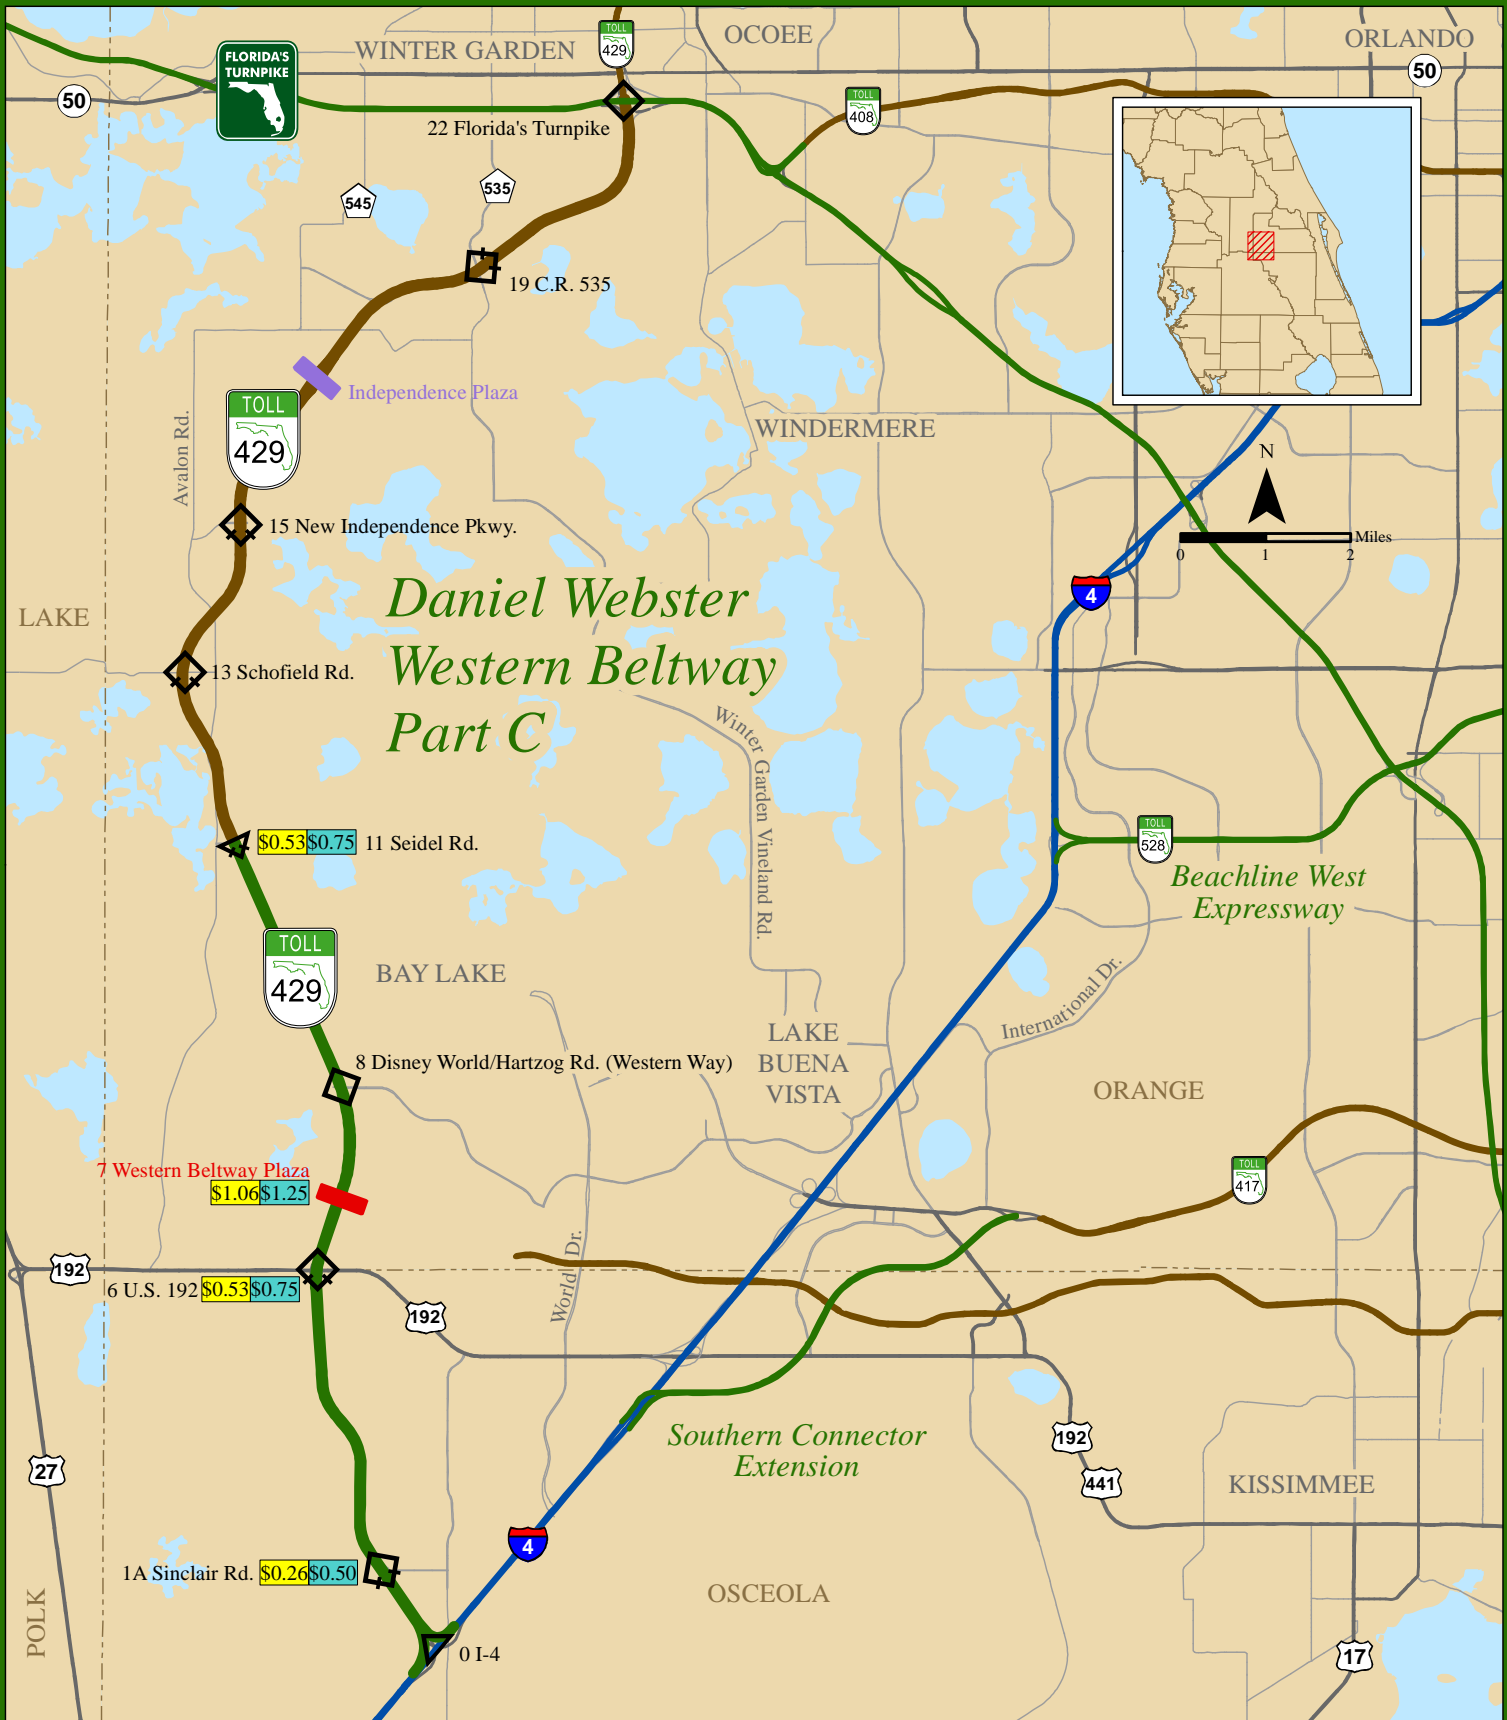 OCOEE
ORLANDO
WINTER GARDEN
TOLL
429
FLORIDA'S
TURNPIKE
50
50
TOLL
408
22 Florida's Turnpike
545
535
19 C.R. 535
Independence Plaza
TOLL
429
Avalon Rd.
WINDERMERE
N
15 New Independence Pkwy.
Miles
0
1
2
4
Daniel Webster
Western Beltway
Part C
LAKE
13 Schofield Rd.
Winter Garden Vineland Rd.
$0.53 $0.75 11 Seidel Rd.
TOLL
528
Beachline West
Expressway
TOLL
429
BAY LAKE
International Dr.
LAKE
BUENA
VISTA
8 Disney World/Hartzog Rd. (Western Way)
ORANGE
7 Western Beltway Plaza
$1.06 $1.25
TOLL
417
World Dr.
192
6 U.S. 192 $0.53 $0.75
192
Southern Connector
Extension
192
27
441
KISSIMMEE
4
1A Sinclair Rd. $0.26 $0.50
OSCEOLA
POLK
0 I-4
17